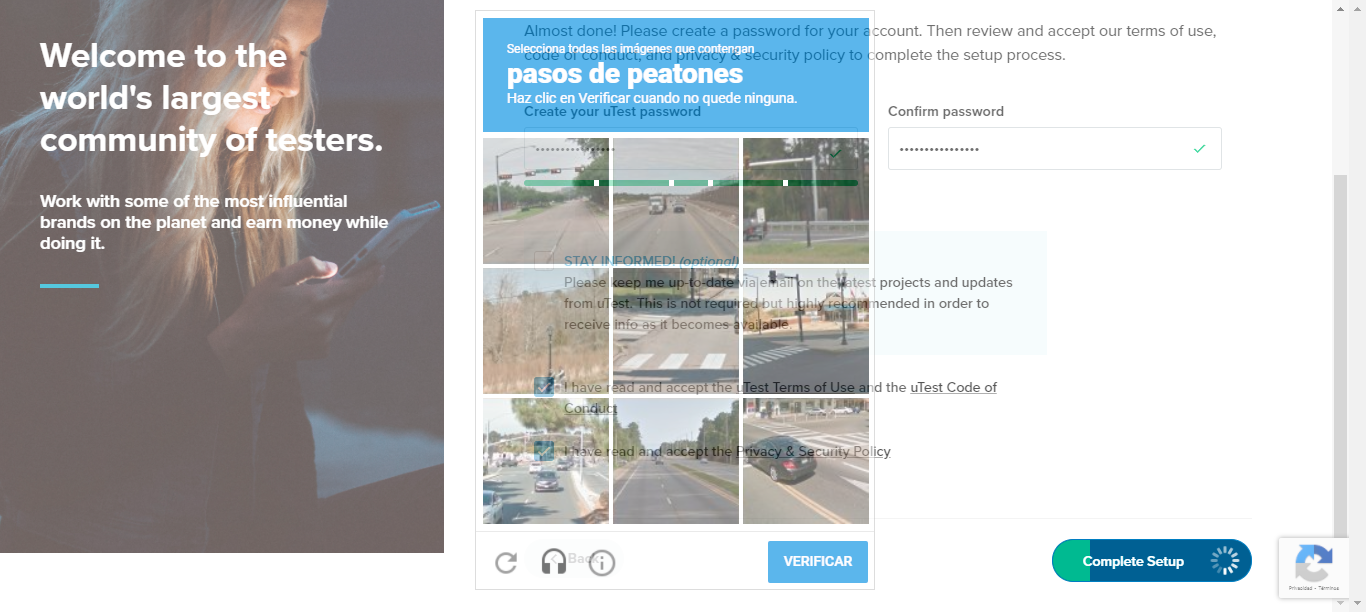 Welcome to the
world's largest
community of testers.
Work with some of the most influential
brands on the planet and earn money while
doing it.
Almost done! Please create a password for your account. Then review and accept our terms of use,
code of conduct, and privacy & security policy to complete the setup process.
Selecciona todas las imágenes que contengan
pasos de peatones
Haz clic en Verificar cuando no quede ninguna.
Create your uTest password
Confirm password
STAY INFORMED! (optional)
Please keep me up-to-date via email on the latest projects and updates
from uTest. This is not required but highly recommended in order to
receive info as it becomes available.
I have read and accept the uTest Terms of Use and the uTest Code of
Conduct
I have read and accept the Privacy & Security Policy
Back
VERIFICAR
Complete Setup
Privacidad - Términos